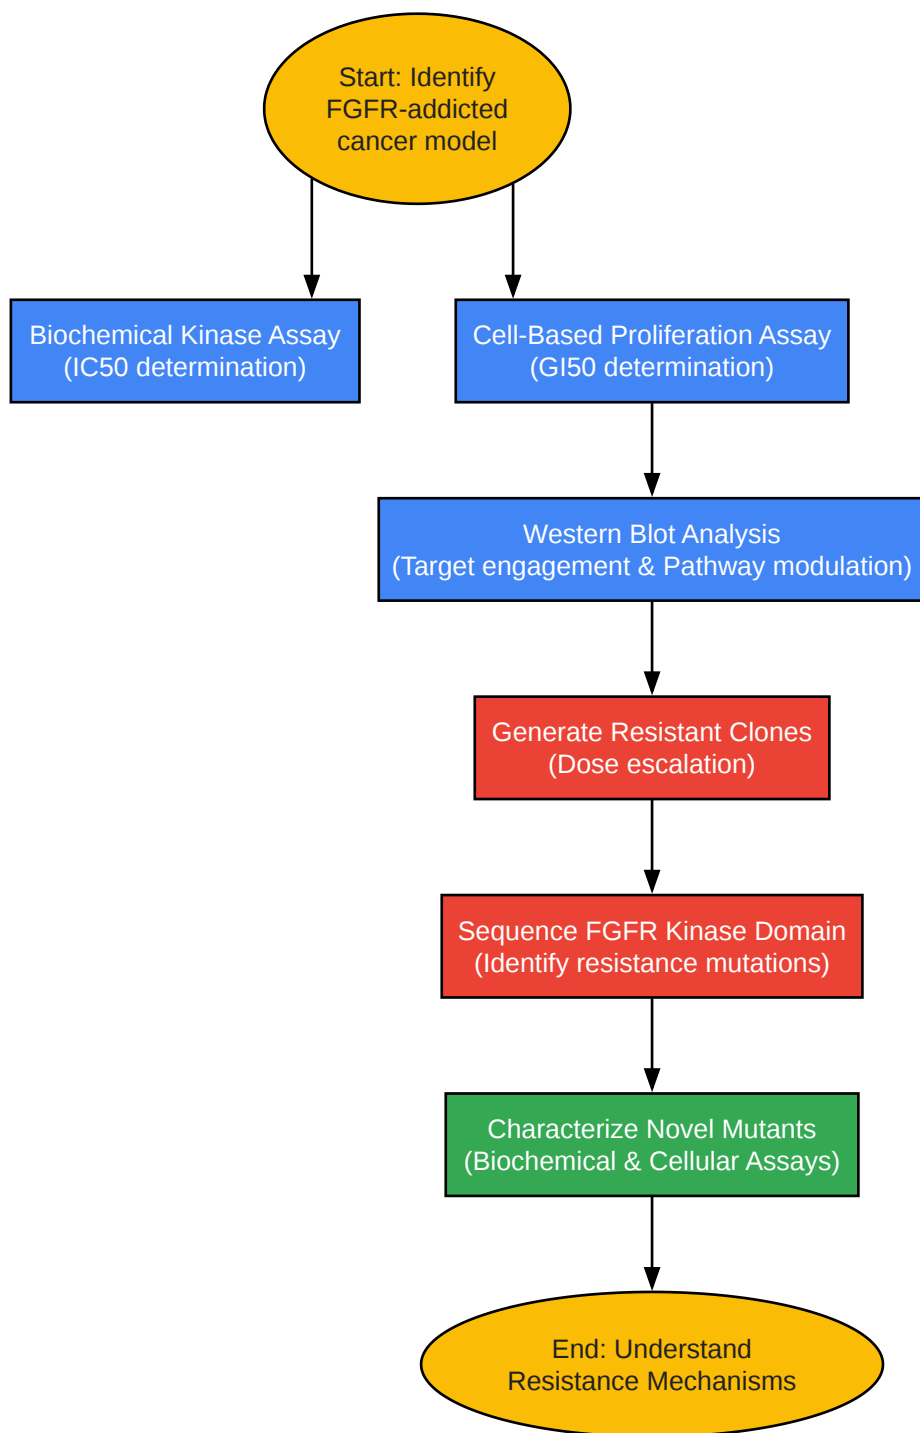 Start: Identify
FGFR-addicted
cancer model
Biochemical Kinase Assay
(IC50 determination)
Cell-Based Proliferation Assay
(GI50 determination)
Western Blot Analysis
(Target engagement & Pathway modulation)
Generate Resistant Clones
(Dose escalation)
Sequence FGFR Kinase Domain
(Identify resistance mutations)
Characterize Novel Mutants
(Biochemical & Cellular Assays)
End: Understand
Resistance Mechanisms